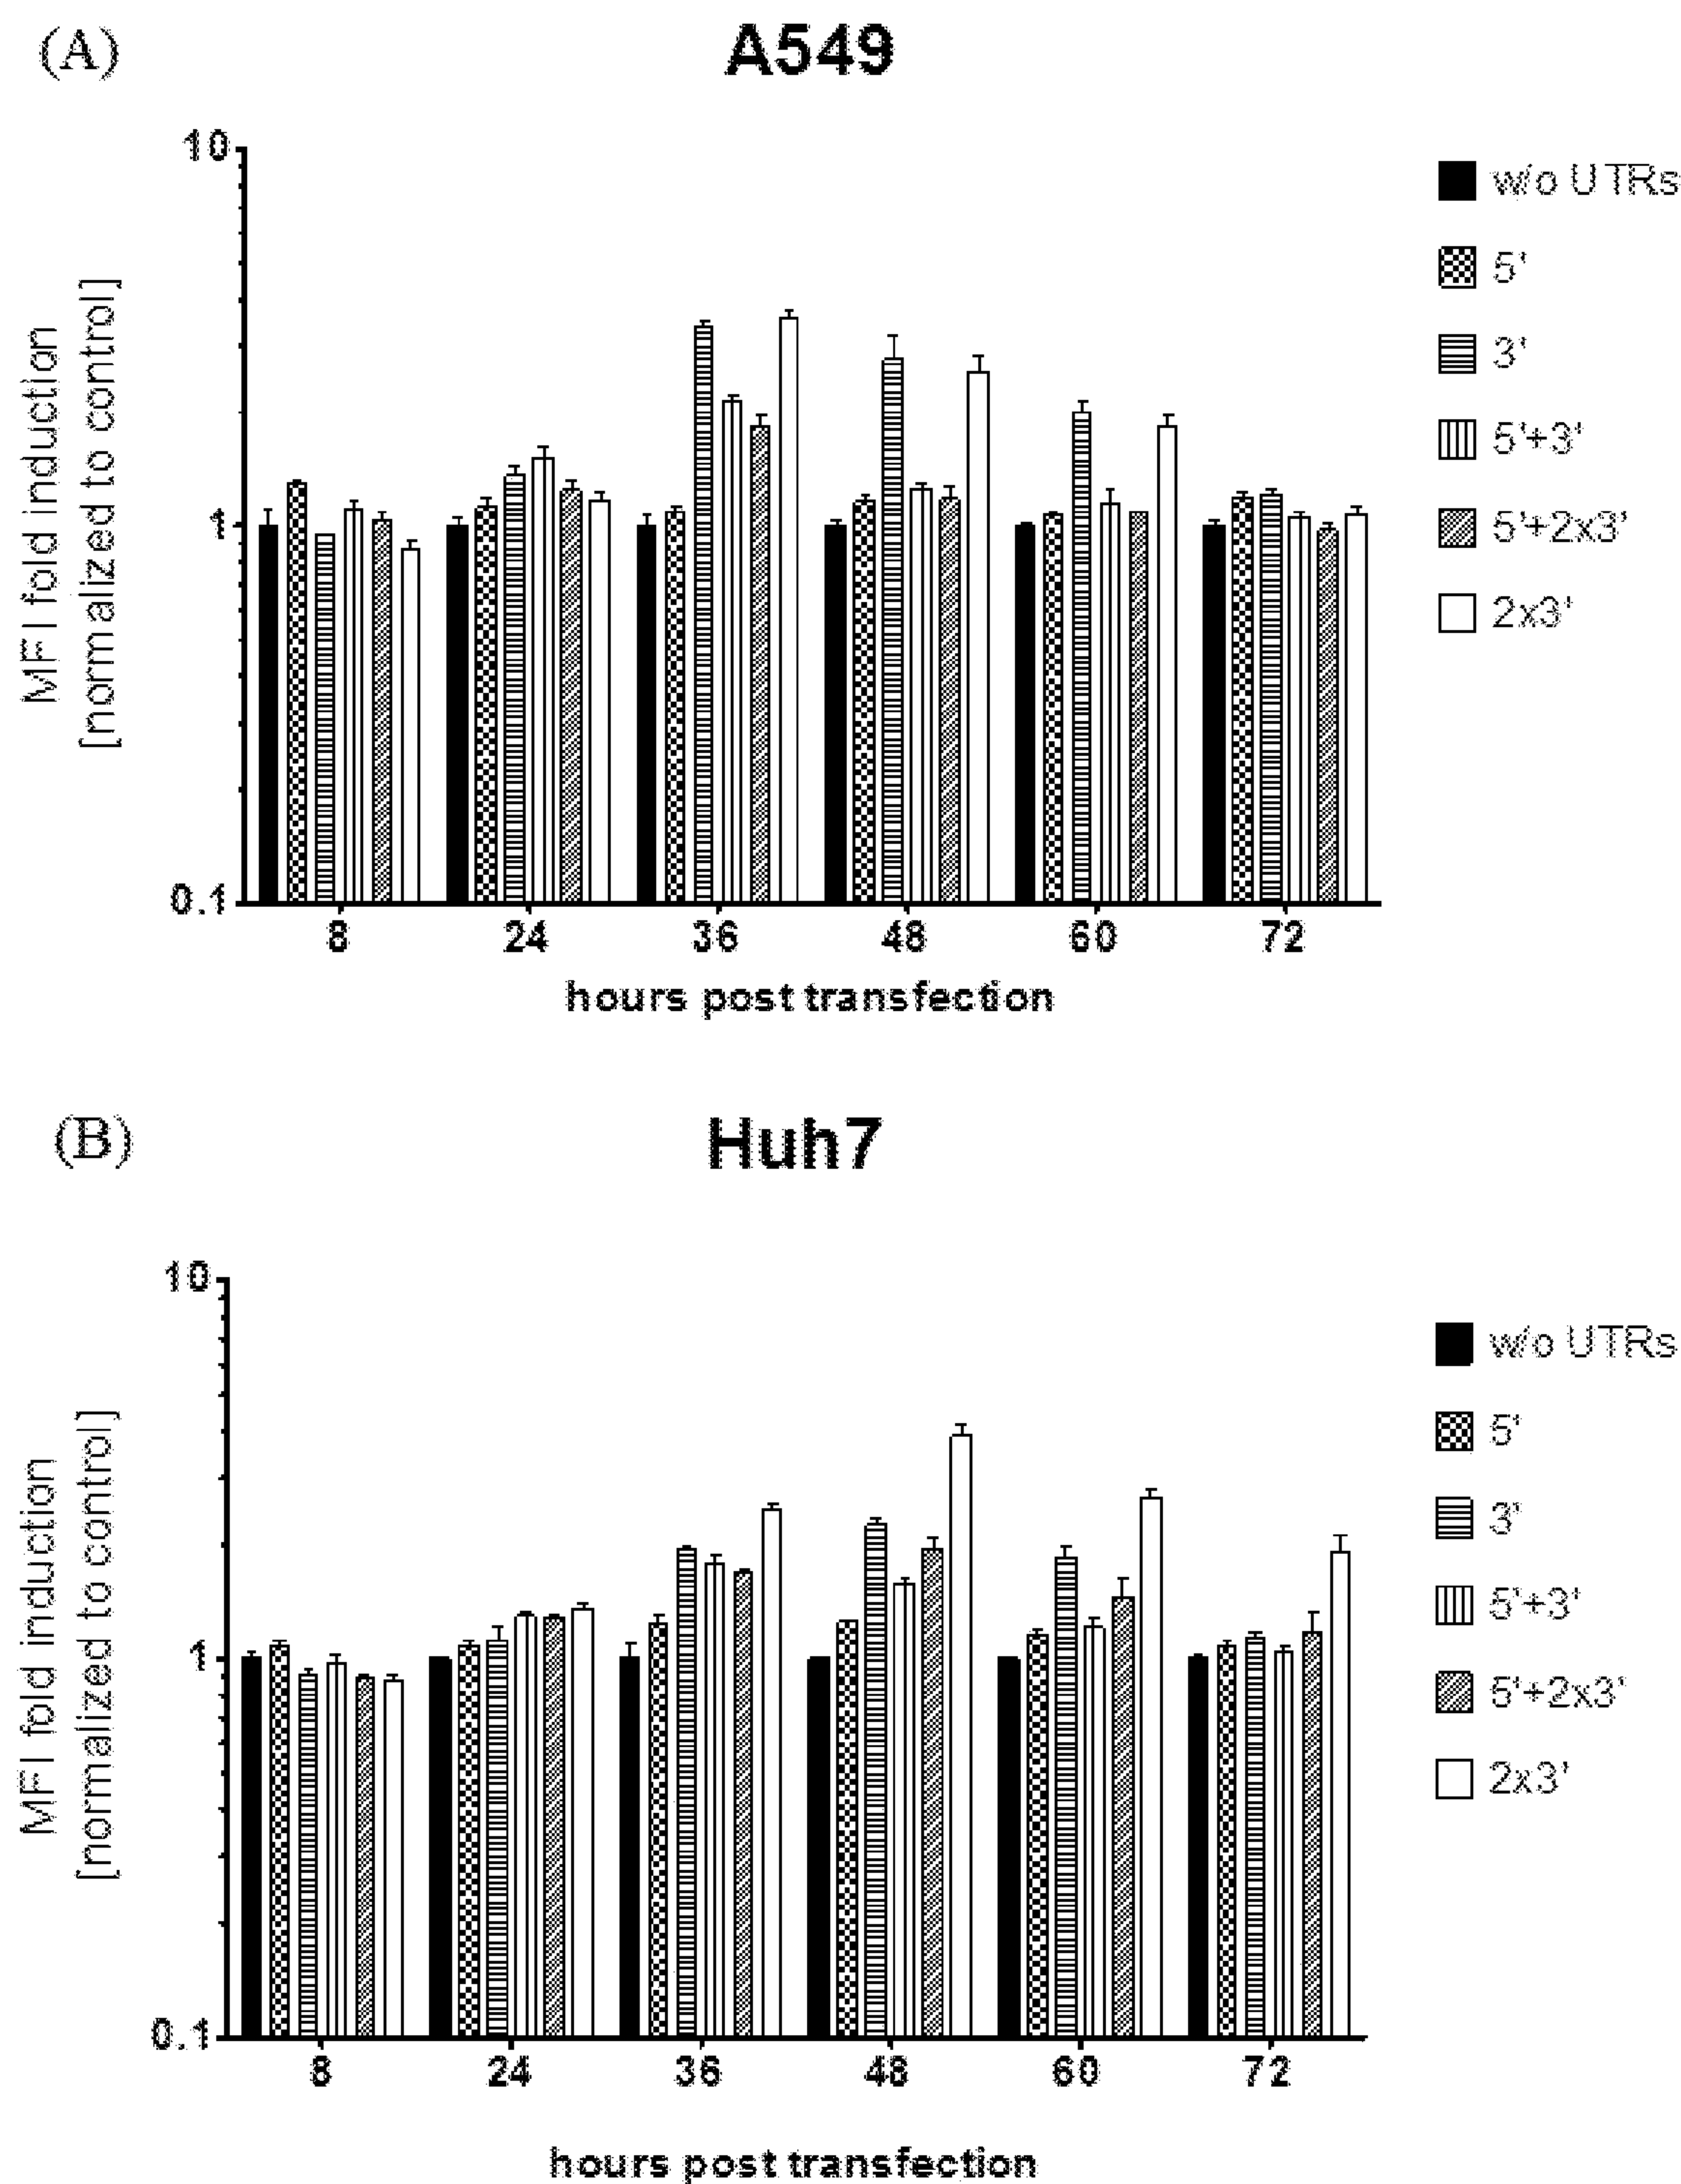 (A)
A549
10
1
0.1
MFI fold induction
[normalized to control]
8 24 36 48 60 72
hours post transfection
w/o UTRs
5'
3'
5'+3'
5'+2x3'
2x3'
(B)
Huh7
10
1
0.1
MFI fold induction
[normalized to control]
8 24 36 48 60 72
hours post transfection
w/o UTRs
5'
3'
5'+3'
5'+2x3'
2x3'